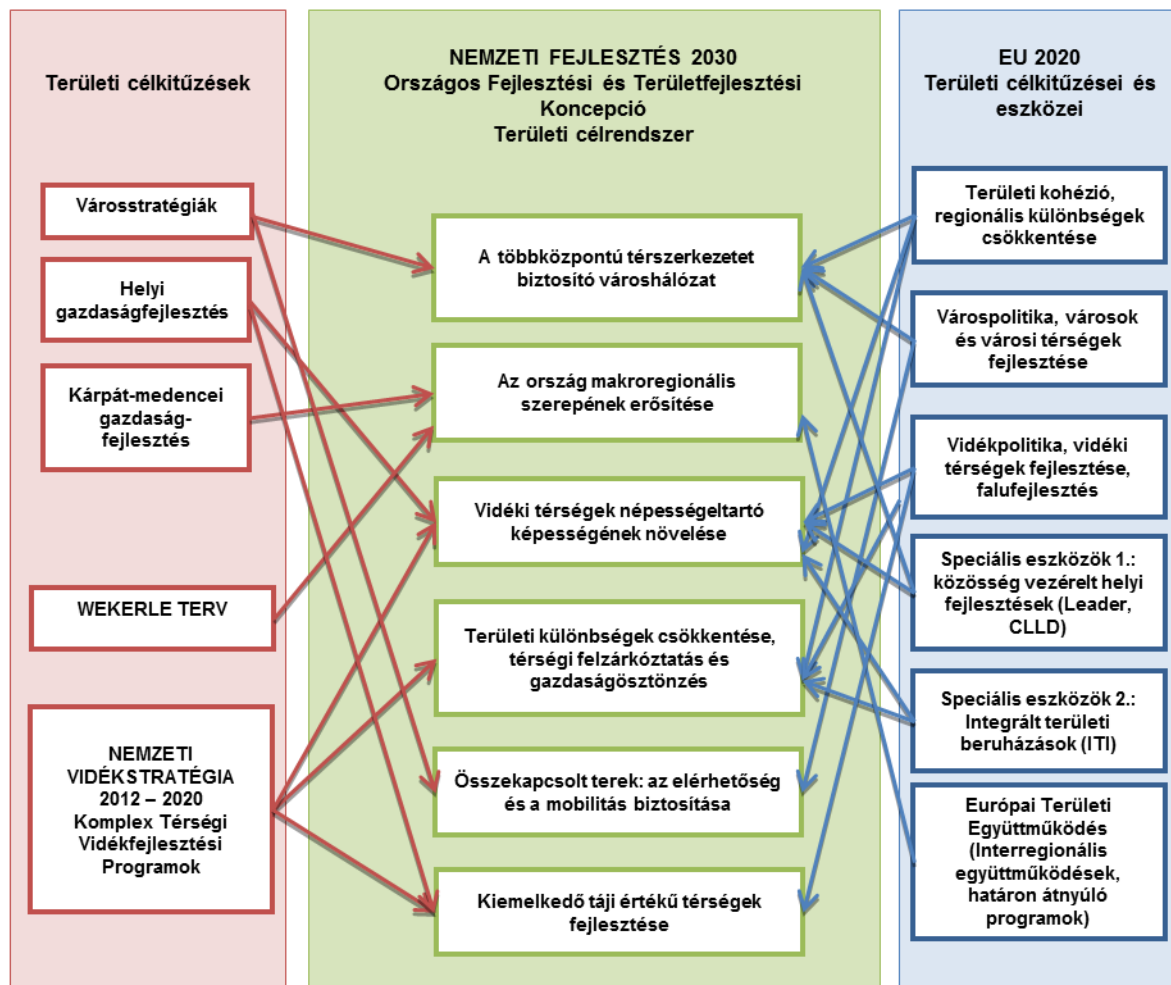 Területi célkitűzések
Városstratégiák
Helyi
gazdaságfejlesztés
Kárpát-medencei
gazdaság-
fejlesztés
WEKERLE TERV
NEMZETI
VIDÉKSTRATÉGIA
2012 – 2020
Komplex Térségi
Vidékfejlesztési
Programok
NEMZETI FEJLESZTÉS 2030
Országos Fejlesztési és Területfejlesztési
Koncepció
Területi célrendszer
A többközpontú térszerkezetet
biztosító városhálózat
Az ország makroregionális
szerepének erősítése
Vidéki térségek népességeltartó
képességének növelése
Területi különbségek csökkentése,
térségi felzárkóztatás és
gazdaságösztönzés
Összekapcsolt terek: az elérhetőség
és a mobilitás biztosítása
Kiemelkedő táji értékű térségek
fejlesztése
EU 2020
Területi célkitűzései és
eszközei
Területi kohézió,
regionális különbségek
csökkentése
Várospolitika, városok
és városi térségek
fejlesztése
Vidékpolitika, vidéki
térségek fejlesztése,
falufejlesztés
Speciális eszközök 1.:
közösség vezérelt helyi
fejlesztések (Leader,
CLLD)
Speciális eszközök 2.:
Integrált területi
beruházások (ITI)
Európai Területi
Együttműködés
(Interregionális
együttműködések,
határon átnyúló
programok)